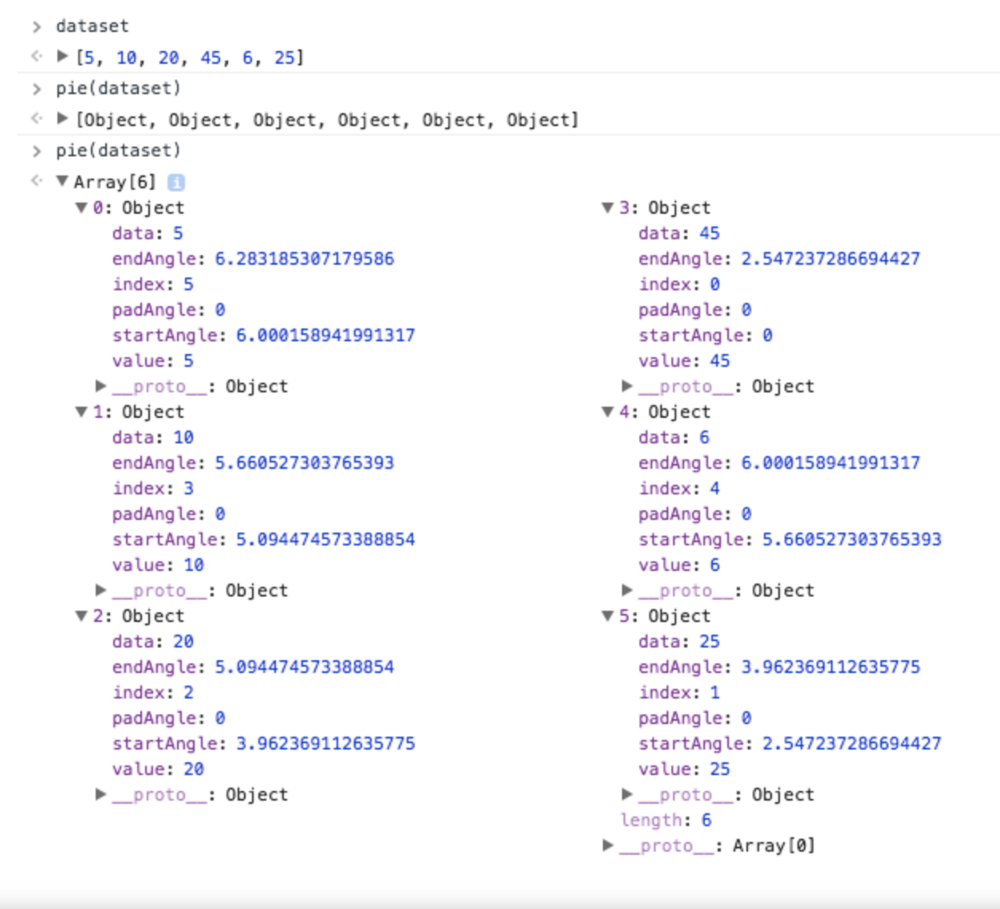 dataset
[5, 10, 20, 45, 6, 25]
pie(dataset)
[Object, Object, Object, Object, Object, Object]
pie(dataset)
Array[6] i
0: Object
data: 5
endAngle: 6.283185307179586
index: 5
padAngle: 0
startAngle: 6.000158941991317
value: 5
__proto__: Object
1: Object
data: 10
endAngle: 5.660527303765393
index: 3
padAngle: 0
startAngle: 5.094474573388854
value: 10
__proto__: Object
2: Object
data: 20
endAngle: 5.094474573388854
index: 2
padAngle: 0
startAngle: 3.962369112635775
value: 20
__proto__: Object
3: Object
data: 45
endAngle: 2.547237286694427
index: 0
padAngle: 0
startAngle: 0
value: 45
__proto__: Object
4: Object
data: 6
endAngle: 6.000158941991317
index: 4
padAngle: 0
startAngle: 5.660527303765393
value: 6
__proto__: Object
5: Object
data: 25
endAngle: 3.962369112635775
index: 1
padAngle: 0
startAngle: 2.547237286694427
value: 25
__proto__: Object
length: 6
__proto__: Array[0]